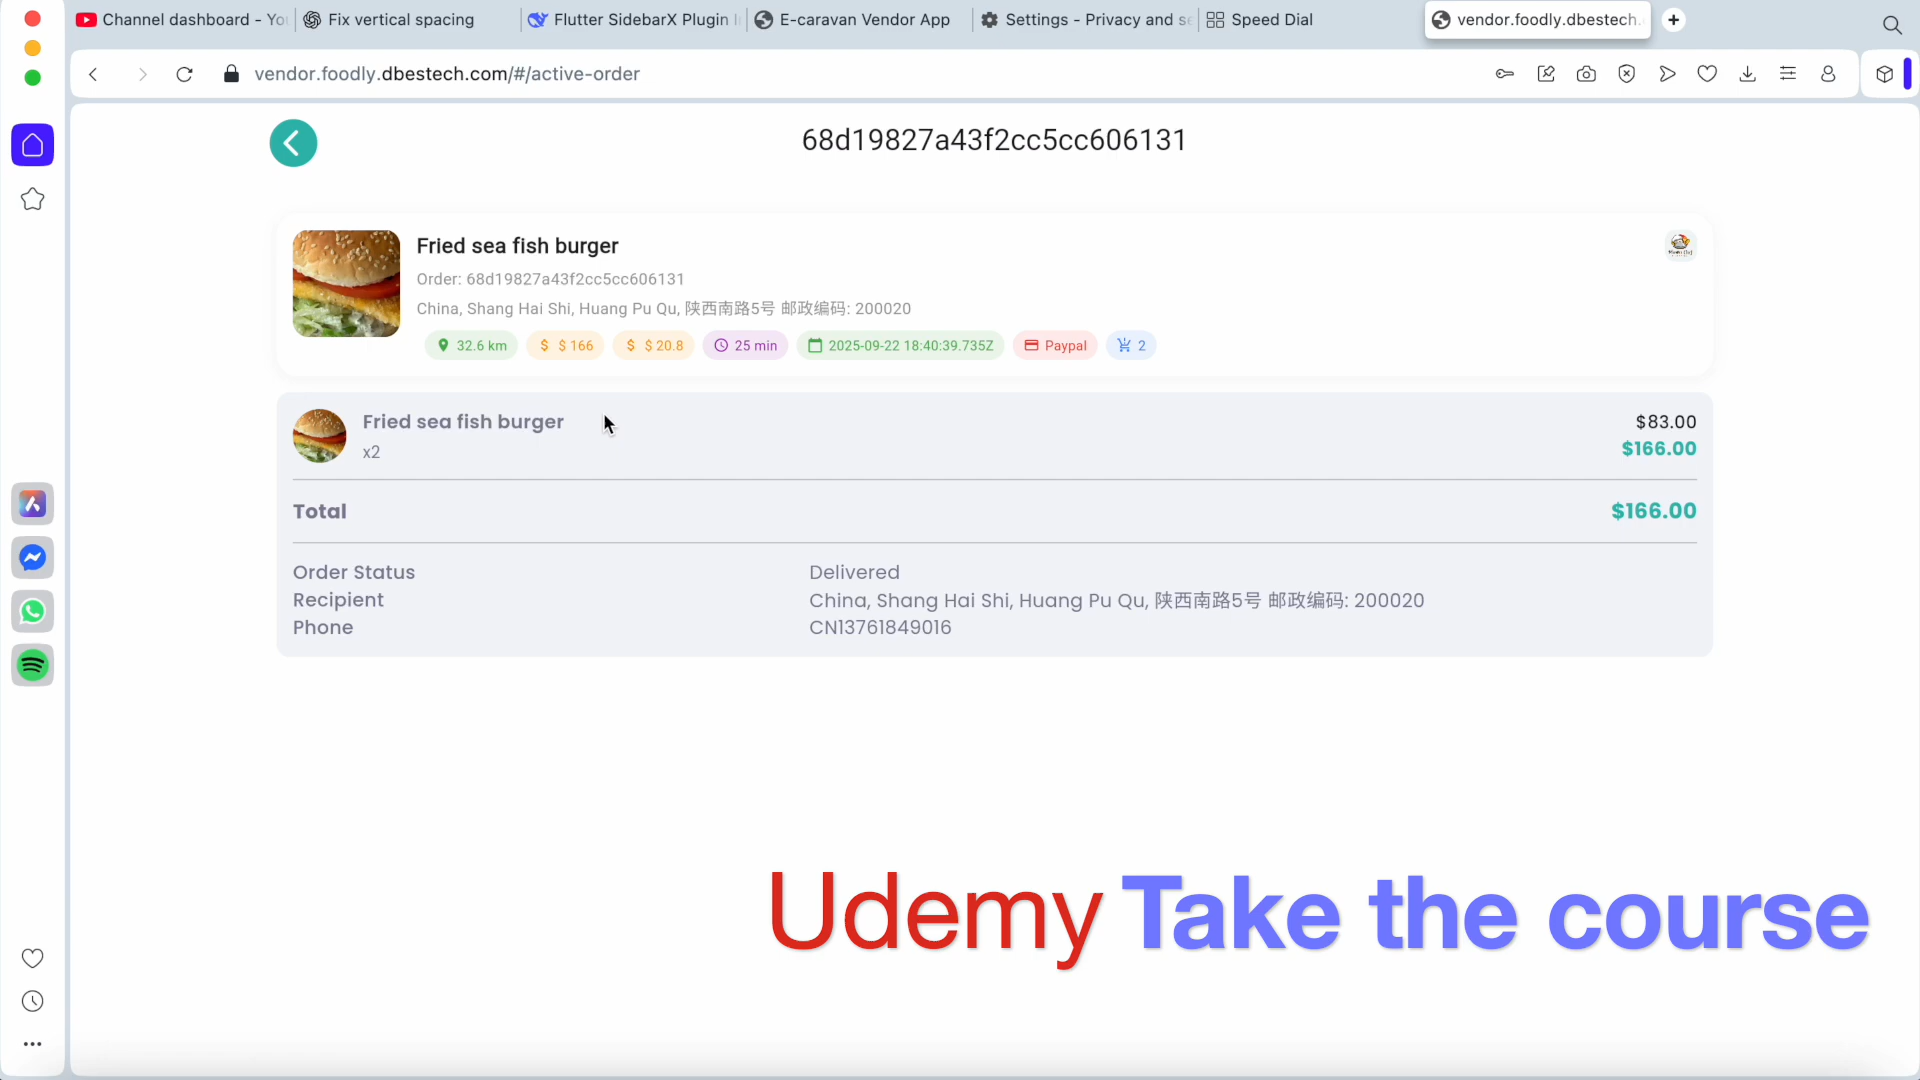 Channel dashboard - Yo
Fix vertical spacing
Flutter SidebarX Plugin
E-caravan Vendor App
Settings - Privacy and se
Speed Dial
vendor.foodly.dbestech.
vendor.foodly.dbestech.com/#/active-order
68d19827a43f2cc5cc606131
Fried sea fish burger
Order: 68d19827a43f2cc5cc606131
China, Shang Hai Shi, Huang Pu Qu, 陕西南路5号 邮政编码: 200020
32.6 km
$ $ 166
$ $ 20.8
25 min
2025-09-22 18:40:39.735Z
Paypal
2
Fried sea fish burger
$83.00
x2
$166.00
Total
$166.00
Order Status
Delivered
Recipient
China, Shang Hai Shi, Huang Pu Qu, 陕西南路5号 邮政编码: 200020
Phone
CN13761849016
Udemy Take the course